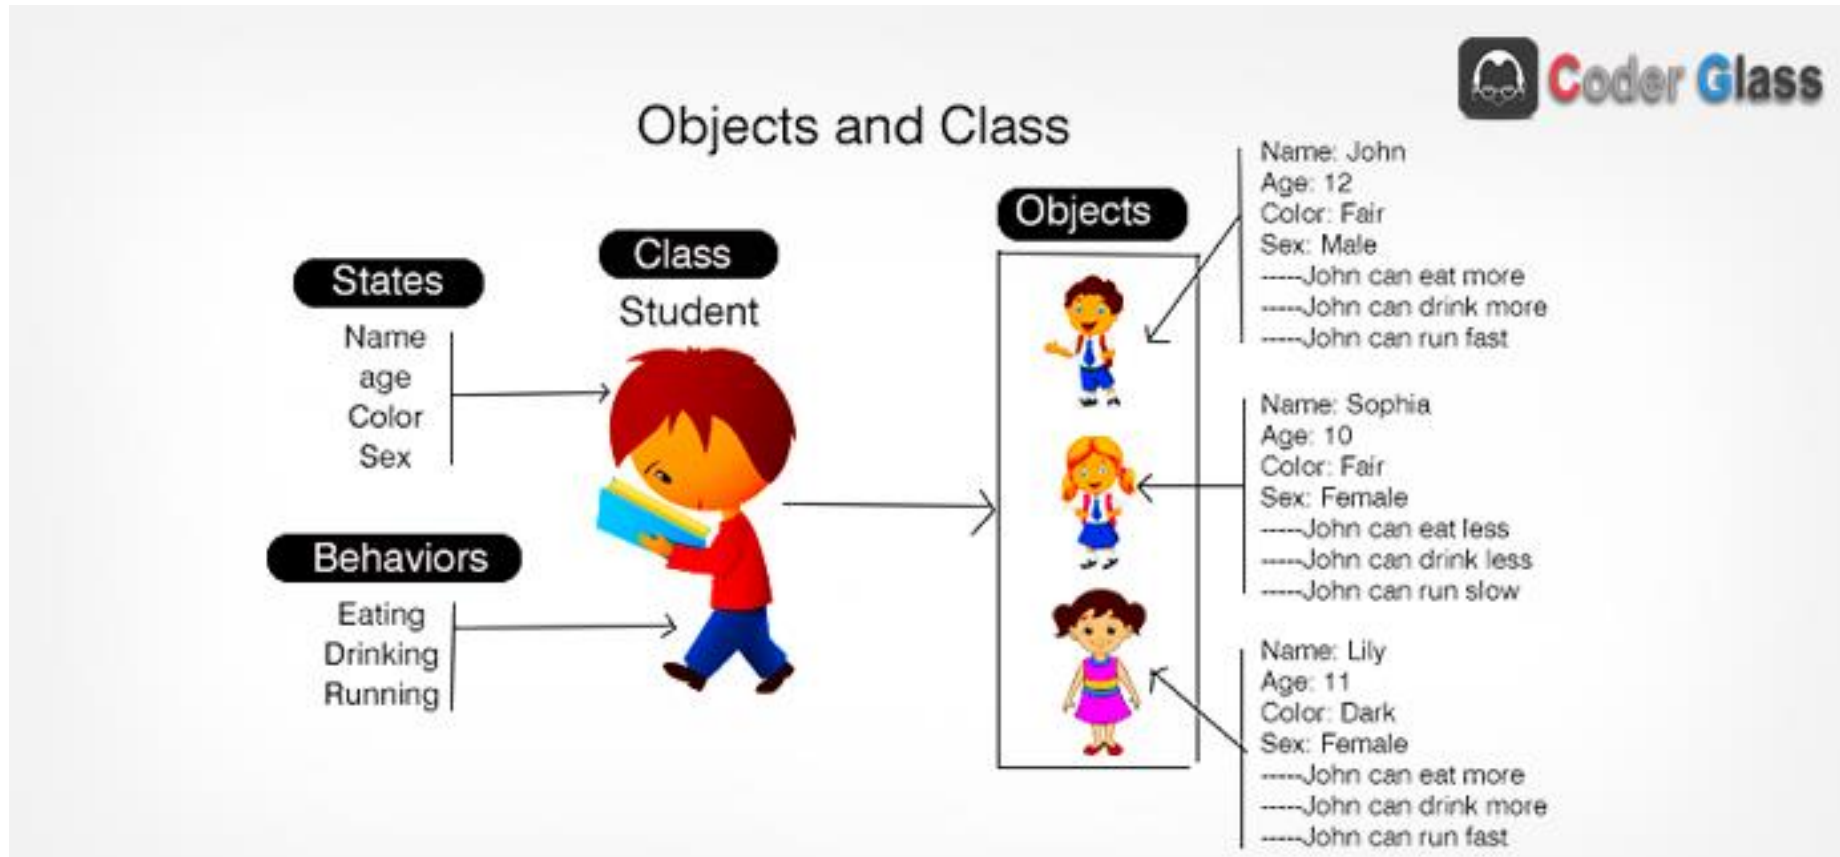 Coder Glass
Objects and Class
States
Name
age
Color
Sex
Behaviors
Eating
Drinking
Running
Class
Student
Objects
Name: John
Age: 12
Color: Fair
Sex: Male
-----John can eat more
-----John can drink more
-----John can run fast
Name: Sophia
Age: 10
Color: Fair
Sex: Female
-----John can eat less
-----John can drink less
-----John can run slow
Name: Lily
Age: 11
Color: Dark
Sex: Female
-----John can eat more
-----John can drink more
-----John can run fast